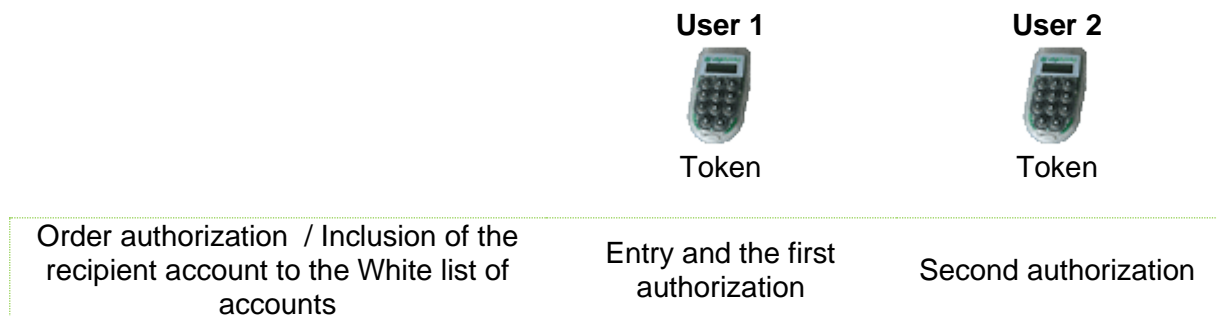 User 1 User 2
Token Token
Order authorization / Inclusion of the
recipient account to the White list of
accounts
Entry and the first
authorization
Second authorization